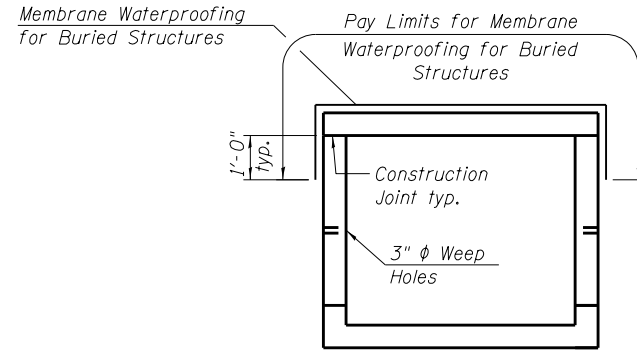 Membrane Waterproofing
for Buried Structures
Pay Limits for Membrane
Waterproofing for Buried
Structures
1'-0"
typ.
Construction
Joint typ.
3" ϕ Weep
Holes